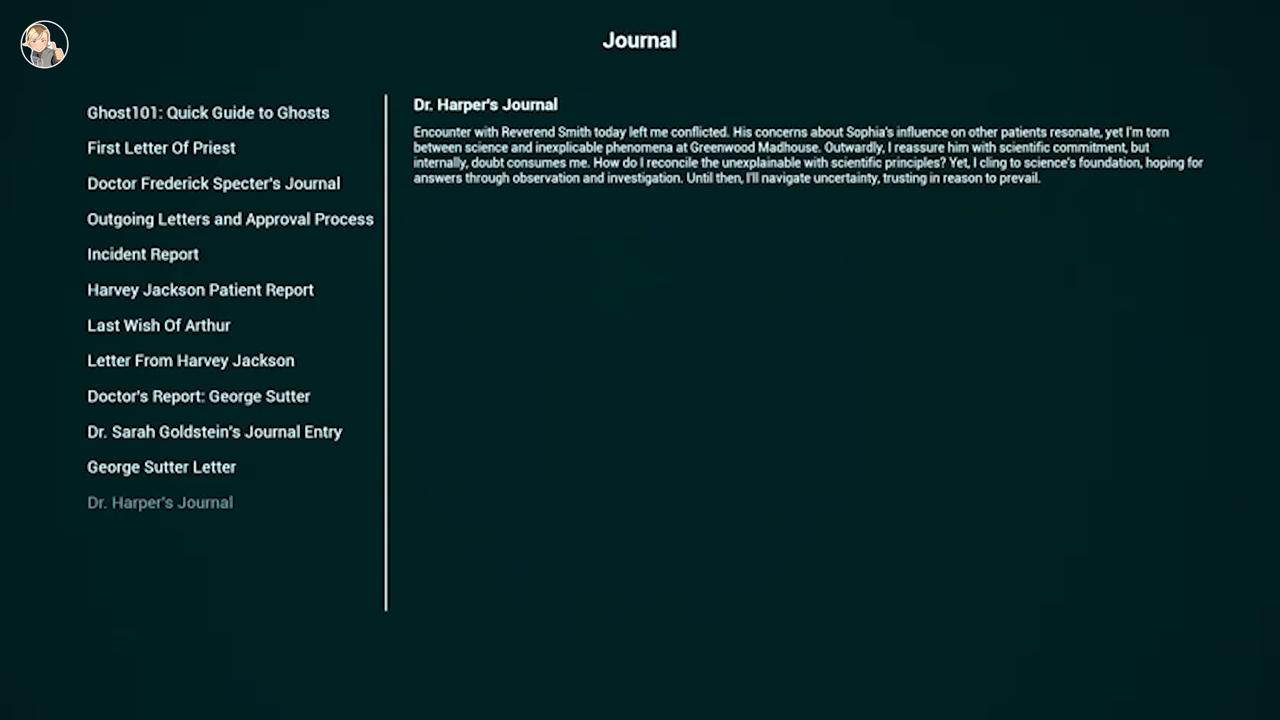 Journal
Ghost101: Quick Guide to Ghosts
First Letter Of Priest
Doctor Frederick Specter's Journal
Outgoing Letters and Approval Process
Incident Report
Harvey Jackson Patient Report
Last Wish Of Arthur
Letter From Harvey Jackson
Doctor's Report: George Sutter
Dr. Sarah Goldstein's Journal Entry
George Sutter Letter
Dr. Harper's Journal
Dr. Harper's Journal
Encounter with Reverend Smith today left me conflicted. His concerns about Sophia's influence on other patients resonate, yet I'm torn
between science and inexplicable phenomena at Greenwood Madhouse. Outwardly, I reassure him with scientific commitment, but
internally, doubt consumes me. How do I reconcile the unexplainable with scientific principles? Yet, I cling to science's foundation, hoping for
answers through observation and investigation. Until then, I'll navigate uncertainty, trusting in reason to prevail.